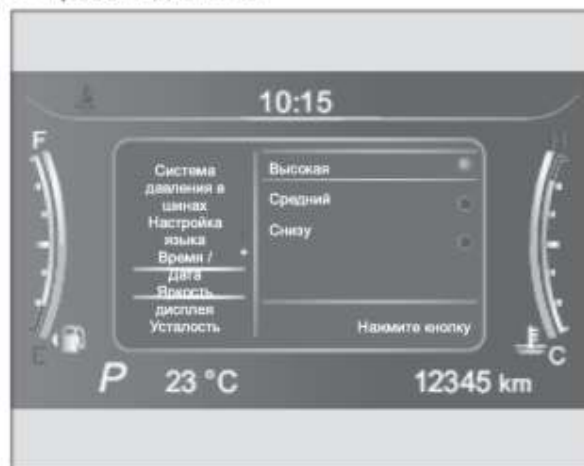 10:15
F
H
Система
давления в
шинах
Настройка
языка
Время /
Дата
Яркость
дисплея
Усталость
Высокая
Средний
Снизу
Нажмите кнопку
E
C
P
23 °C
12345 km